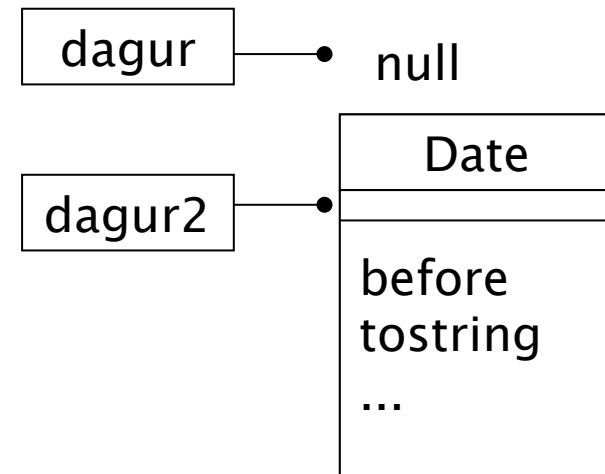 dagur
null
Date
dagur2
before
tostring
...